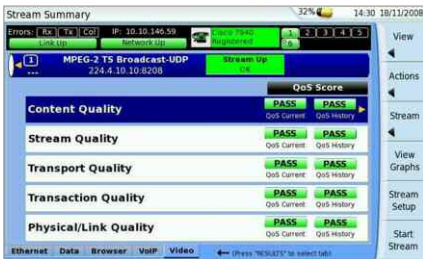 Stream Summary 32% 14:30 18/11/2008
Errors: Rx Tx Col IP: 10.10.146.59 Cisco 7940 1 2 3 4 5
Link Up Network Up Registered 6
View
1 MPEG-2 TS Broadcast-UDP Stream Up
... 224.4.10.10:8208 OK
Actions
QoS Score
Content Quality PASS PASS
QoS Current QoS History
Stream
Stream Quality PASS PASS
QoS Current QoS History
View Graphs
Transport Quality PASS PASS
QoS Current QoS History
Transaction Quality PASS PASS
QoS Current QoS History
Stream Setup
Physical/Link Quality PASS PASS
QoS Current QoS History
Start Stream
Ethernet Data Browser VoIP Video (Press "RESULTS" to select tab)